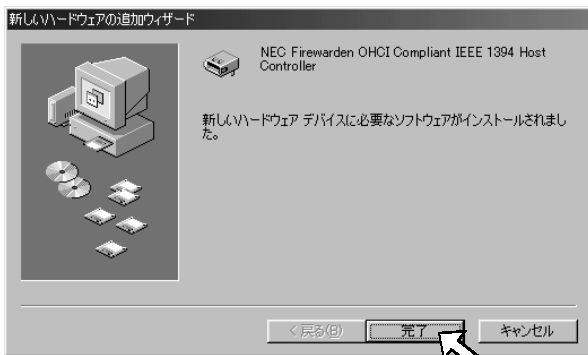 新しいハードウェアの追加ウィザード
NEC Firewarden OHCI Compliant IEEE 1394 Host
Controller
新しいハードウェア デバイスに必要なソフトウェアがインストールされまし
た。
< 戻る(B)
完了
キャンセル